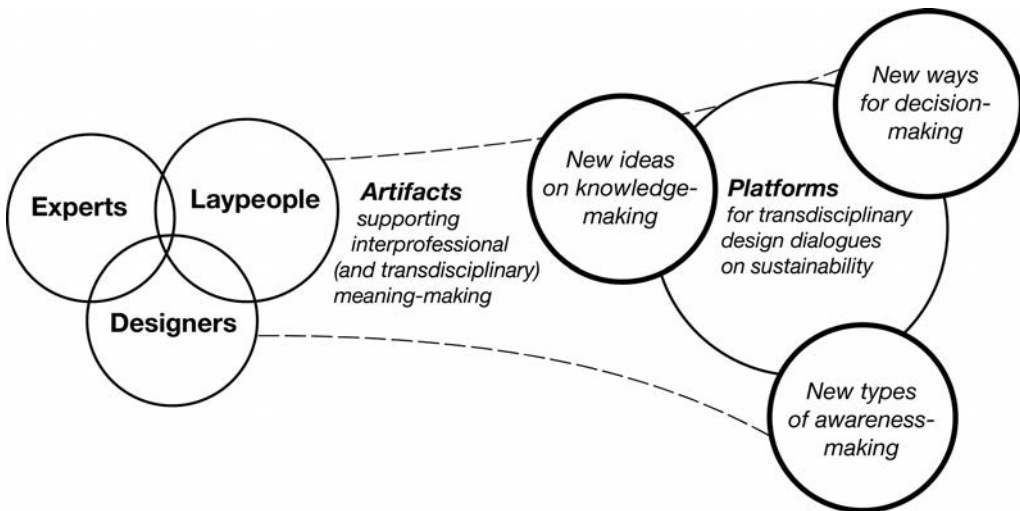 Experts
Laypeople
Designers
Artifacts
supporting
interprofessional
(and transdisciplinary)
meaning-making
New ideas
on knowledge-
making
Platforms
for transdisciplinary
design dialogues
on sustainability
New ways
for decision-
making
New types
of awareness-
making